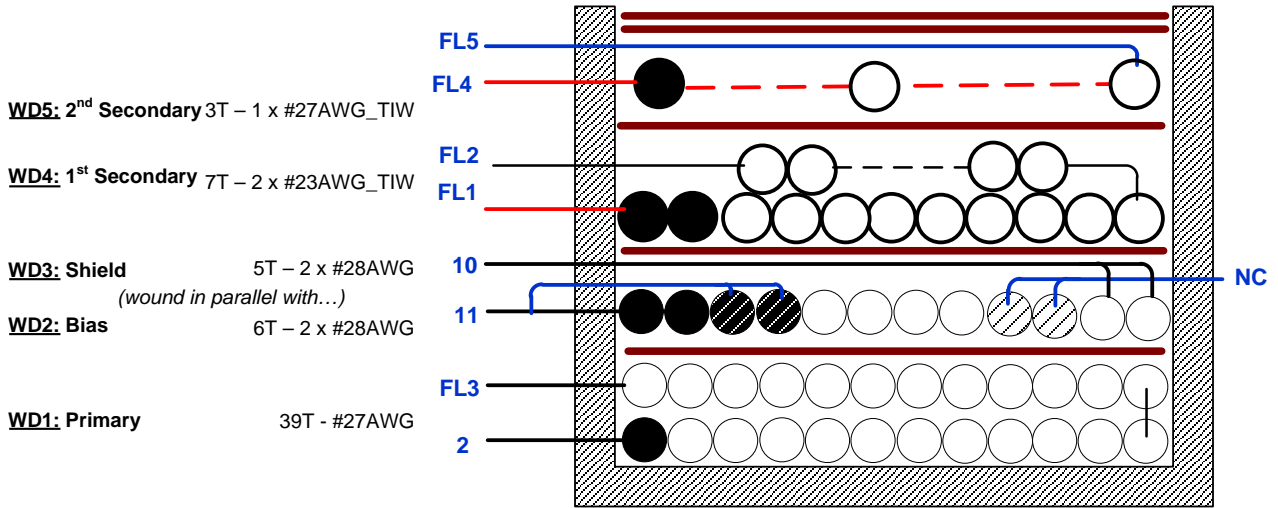 FL5
FL4
WD5: 2nd Secondary 3T – 1 x #27AWG_TIW
FL2
WD4: 1st Secondary 7T – 2 x #23AWG_TIW
FL1
10
WD3: Shield 5T – 2 x #28AWG
NC
(wound in parallel with…)
11
WD2: Bias 6T – 2 x #28AWG
FL3
WD1: Primary 39T - #27AWG
2